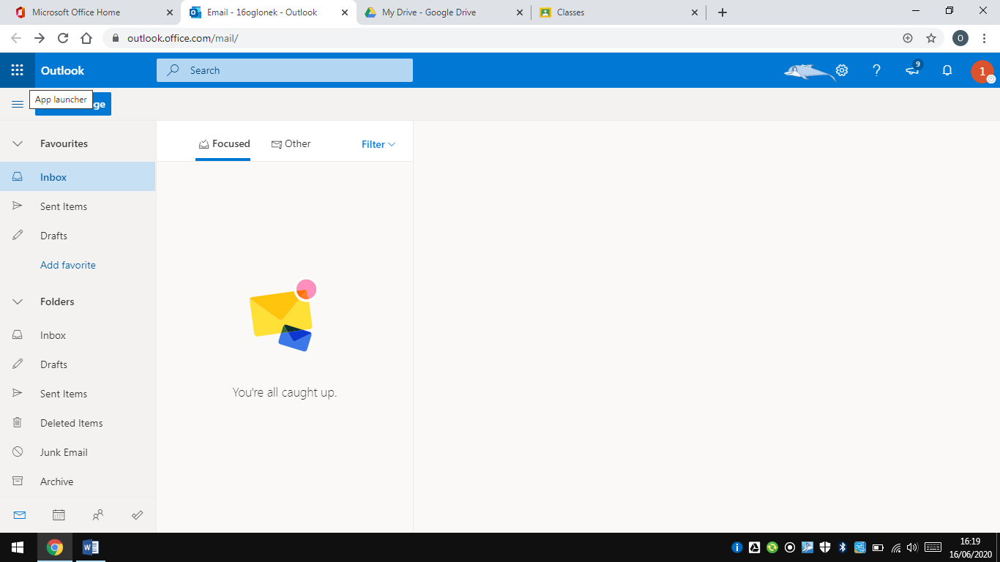 Microsoft Office Home
Email - 16oglonek - Outlook
My Drive - Google Drive
Classes
outlook.office.com/mail/
O
Outlook
Search
9
1
App launcher
ge
Favourites
Focused
Other
Filter
Inbox
Sent Items
Drafts
Add favorite
Folders
Inbox
Drafts
Sent Items
You're all caught up.
Deleted Items
Junk Email
Archive
16:19
16/06/2020